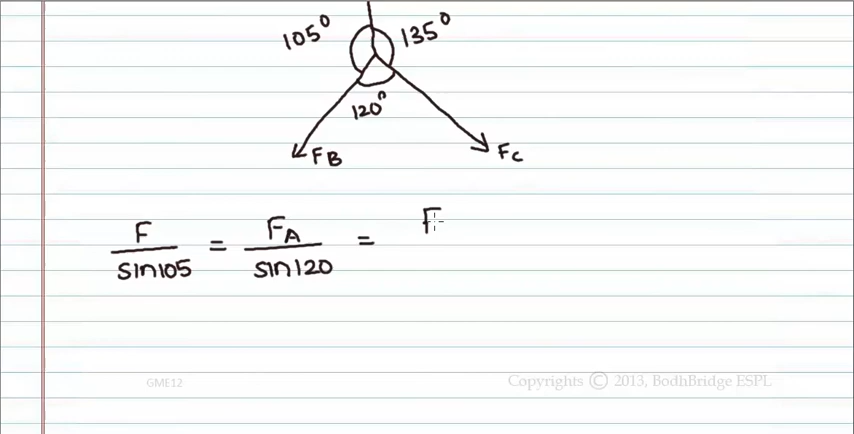 105° 135°
120°
FB FC
F/sin105 = FA/sin120 = F
GME12
Copyrights © 2013, BodhBridge ESPL